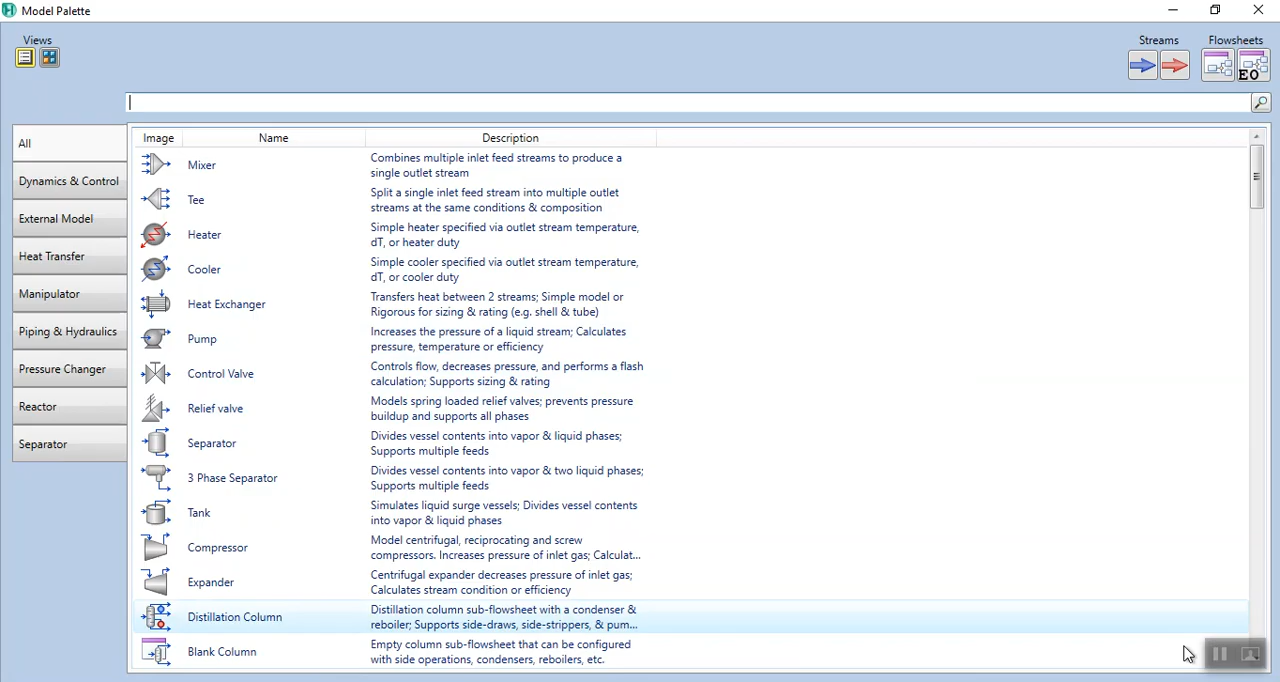 Model Palette
Views
Streams
Flowsheets
EO
All
Dynamics & Control
External Model
Heat Transfer
Manipulator
Piping & Hydraulics
Pressure Changer
Reactor
Separator
Image Name Description
Mixer
Combines multiple inlet feed streams to produce a
single outlet stream
Tee
Split a single inlet feed stream into multiple outlet
streams at the same conditions & composition
Heater
Simple heater specified via outlet stream temperature,
dT, or heater duty
Cooler
Simple cooler specified via outlet stream temperature,
dT, or cooler duty
Heat Exchanger
Transfers heat between 2 streams; Simple model or
Rigorous for sizing & rating (e.g. shell & tube)
Pump
Increases the pressure of a liquid stream; Calculates
pressure, temperature or efficiency
Control Valve
Controls flow, decreases pressure, and performs a flash
calculation; Supports sizing & rating
Relief valve
Models spring loaded relief valves; prevents pressure
buildup and supports all phases
Separator
Divides vessel contents into vapor & liquid phases;
Supports multiple feeds
3 Phase Separator
Divides vessel contents into vapor & two liquid phases;
Supports multiple feeds
Tank
Simulates liquid surge vessels; Divides vessel contents
into vapor & liquid phases
Compressor
Model centrifugal, reciprocating and screw
compressors. Increases pressure of inlet gas; Calculat...
Expander
Centrifugal expander decreases pressure of inlet gas;
Calculates stream condition or efficiency
Distillation Column
Distillation column sub-flowsheet with a condenser &
reboiler; Supports side-draws, side-strippers, & pum...
Blank Column
Empty column sub-flowsheet that can be configured
with side operations, condensers, reboilers, etc.